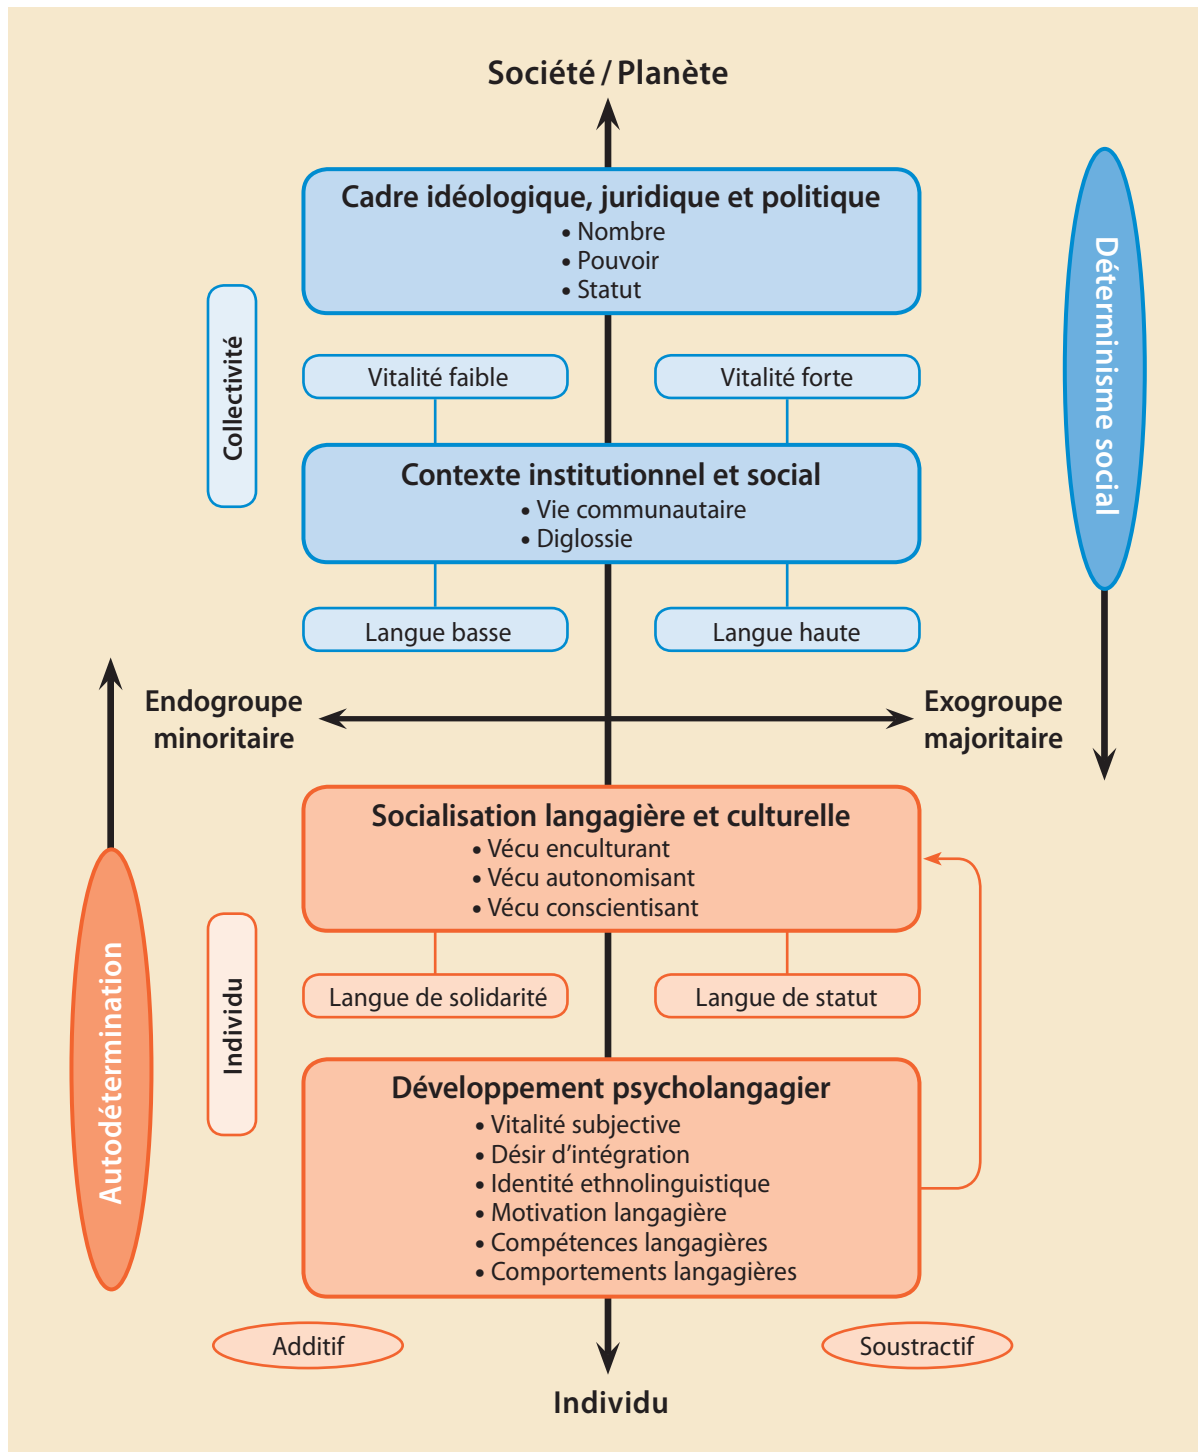 Société / Planète
Cadre idéologique, juridique et politique
• Nombre
• Pouvoir
• Statut
Déterminisme social
Collectivité
Vitalité faible
Vitalité forte
Contexte institutionnel et social
• Vie communautaire
• Diglossie
Langue basse
Langue haute
Endogroupe
minoritaire
Exogroupe
majoritaire
Socialisation langagière et culturelle
• Vécu enculturant
• Vécu autonomisant
• Vécu conscientisant
Autodétermination
Individu
Langue de solidarité
Langue de statut
Développement psycholangagier
• Vitalité subjective
• Désir d'intégration
• Identité ethnolinguistique
• Motivation langagière
• Compétences langagières
• Comportements langagières
Additif
Soustractif
Individu